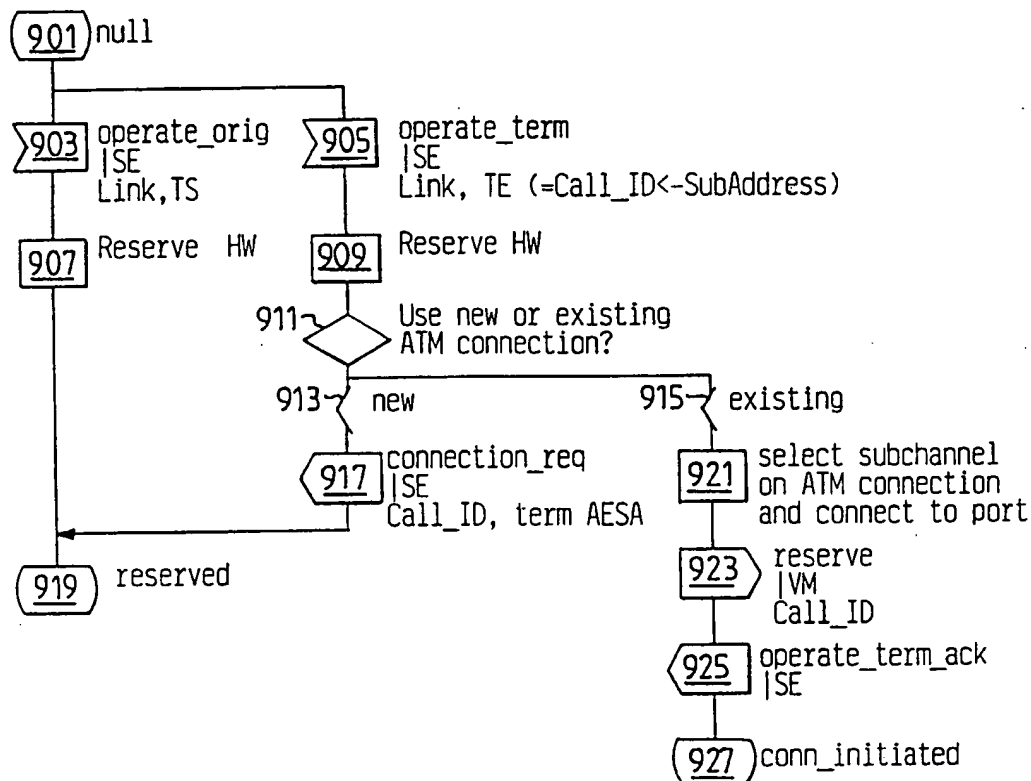 901 null
903 operate_orig
|SE
Link,TS
905 operate_term
|SE
Link, TE (=Call_ID<-SubAddress)
907 Reserve HW
909 Reserve HW
911 Use new or existing
ATM connection?
913 new
915 existing
917 connection_req
|SE
Call_ID, term AESA
919 reserved
921 select subchannel
on ATM connection
and connect to port
923 reserve
|VM
Call_ID
925 operate_term_ack
|SE
927 conn_initiated